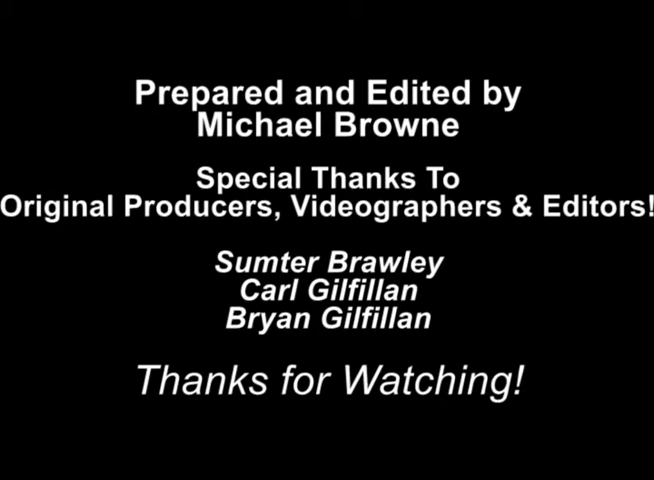 Prepared and Edited by
Michael Browne
Special Thanks To
Original Producers, Videographers & Editors!
Sumter Brawley
Carl Gilfillan
Bryan Gilfillan
Thanks for Watching!